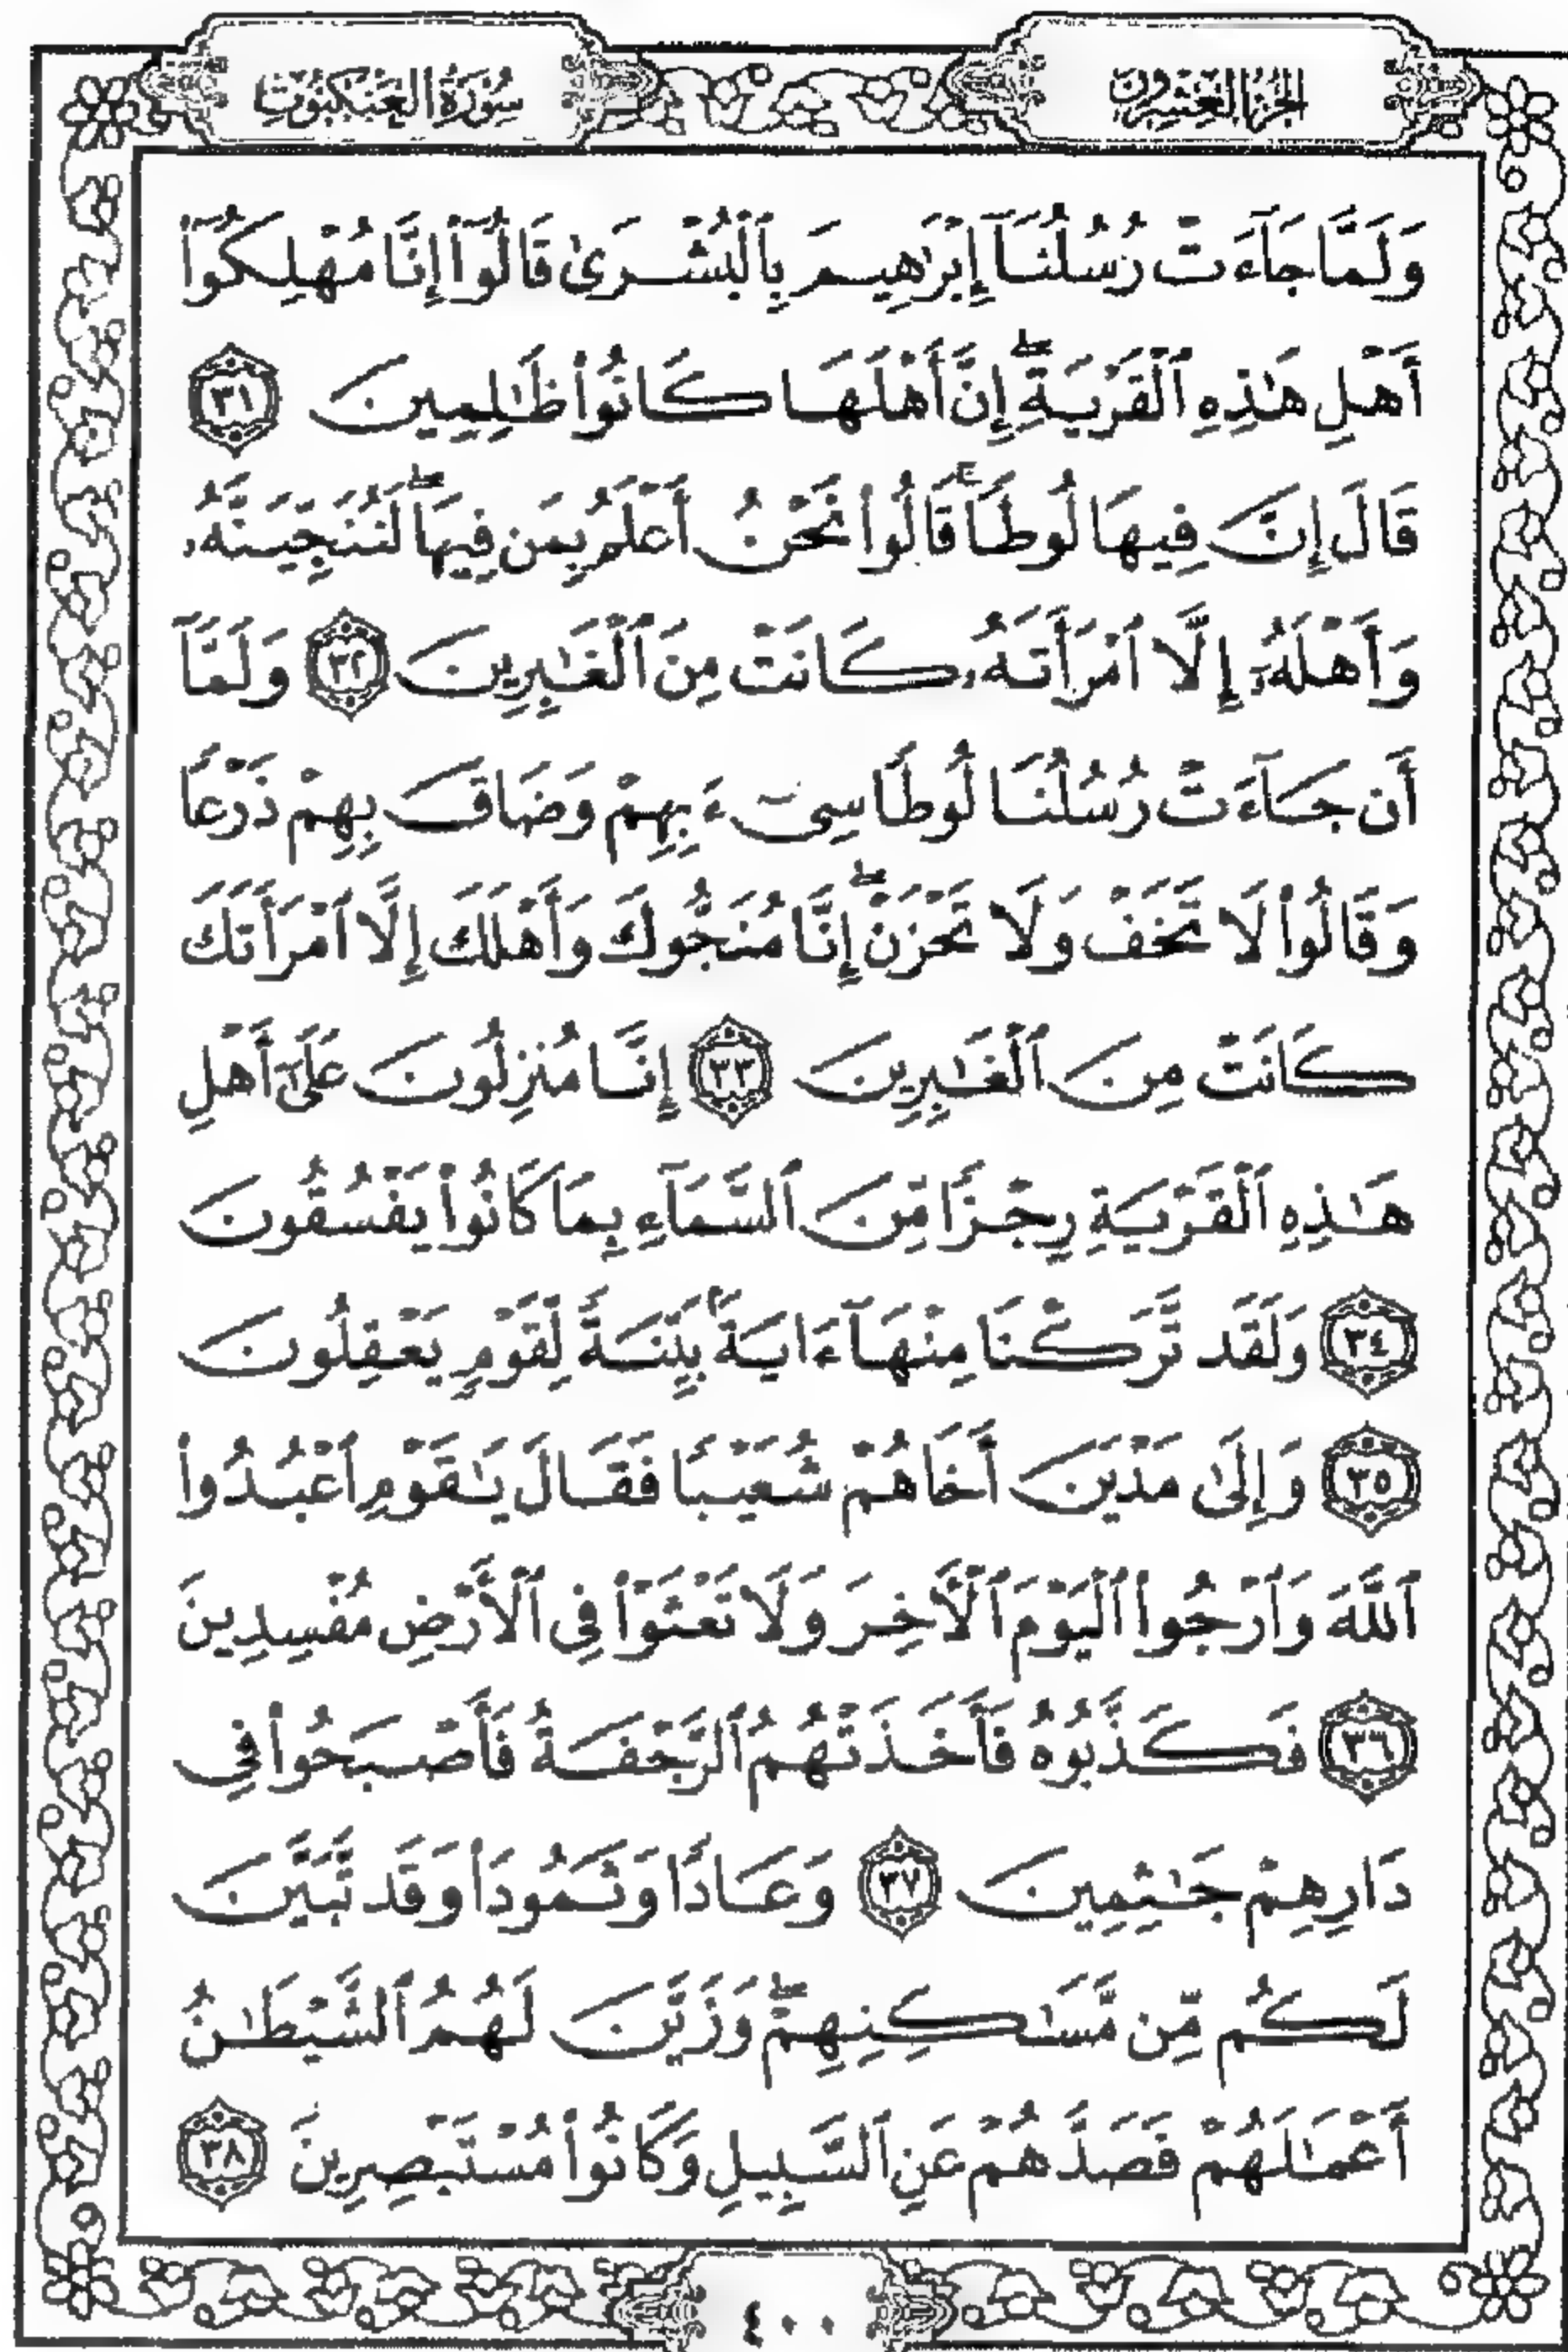 الجزء العشرون
سورة العنكبوت
وَلَمَّا جَآءَتْ رُسُلُنَآ إِبْرَٰهِيمَ بِٱلْبُشْرَىٰ قَالُوٓا۟ إِنَّا مُهْلِكُوٓا۟
أَهْلِ هَٰذِهِ ٱلْقَرْيَةِ ۖ إِنَّ أَهْلَهَا كَانُوا۟ ظَٰلِمِينَ ٣١
قَالَ إِنَّ فِيهَا لُوطًا ۚ قَالُوا۟ نَحْنُ أَعْلَمُ بِمَن فِيهَا ۖ لَنُنَجِّيَنَّهُۥ
وَأَهْلَهُۥٓ إِلَّا ٱمْرَأَتَهُۥ كَانَتْ مِنَ ٱلْغَٰبِرِينَ ٣٢ وَلَمَّآ
أَن جَآءَتْ رُسُلُنَا لُوطًا سِىٓءَ بِهِمْ وَضَاقَ بِهِمْ ذَرْعًا
وَقَالُوا۟ لَا تَخَفْ وَلَا تَحْزَنْ ۖ إِنَّا مُنَجُّوكَ وَأَهْلَكَ إِلَّا ٱمْرَأَتَكَ
كَانَتْ مِنَ ٱلْغَٰبِرِينَ ٣٣ إِنَّا مُنزِلُونَ عَلَىٰٓ أَهْلِ
هَٰذِهِ ٱلْقَرْيَةِ رِجْزًا مِّنَ ٱلسَّمَآءِ بِمَا كَانُوا۟ يَفْسُقُونَ
٣٤ وَلَقَد تَّرَكْنَا مِنْهَآ ءَايَةًۢ بَيِّنَةً لِّقَوْمٍ يَعْقِلُونَ
٣٥ وَإِلَىٰ مَدْيَنَ أَخَاهُمْ شُعَيْبًا فَقَالَ يَٰقَوْمِ ٱعْبُدُوا۟
ٱللَّهَ وَٱرْجُوا۟ ٱلْيَوْمَ ٱلْءَاخِرَ وَلَا تَعْثَوْا۟ فِى ٱلْأَرْضِ مُفْسِدِينَ
٣٦ فَكَذَّبُوهُ فَأَخَذَتْهُمُ ٱلرَّجْفَةُ فَأَصْبَحُوا۟ فِى
دَارِهِمْ جَٰثِمِينَ ٣٧ وَعَادًا وَثَمُودَا۟ وَقَد تَّبَيَّنَ
لَكُم مِّن مَّسَٰكِنِهِمْ ۖ وَزَيَّنَ لَهُمُ ٱلشَّيْطَٰنُ
أَعْمَٰلَهُمْ فَصَدَّهُمْ عَنِ ٱلسَّبِيلِ وَكَانُوا۟ مُسْتَبْصِرِينَ ٣٨
٤٠٠